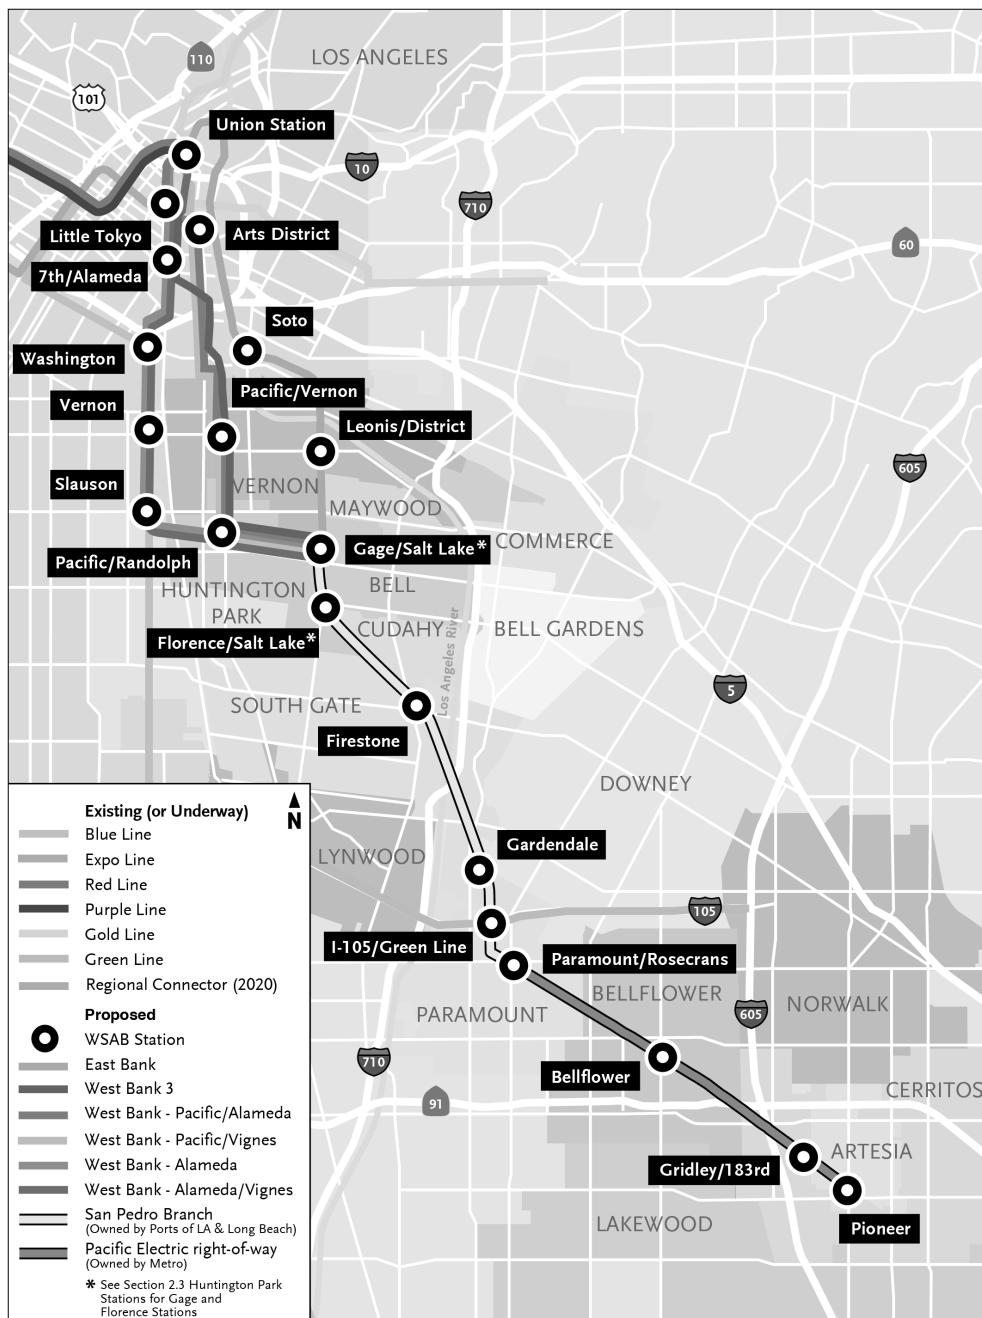 110
LOS ANGELES
101
Union Station
10
710
Little Tokyo
Arts District
60
7th/Alameda
Soto
Washington
Pacific/Vernon
Vernon
Leonis/District
605
Slauson
VERNON
MAYWOOD
Pacific/Randolph
Gage/Salt Lake*
COMMERCE
HUNTINGTON
PARK
BELL
CUDAHY
BELL GARDENS
Florence/Salt Lake*
Los Angeles River
5
SOUTH GATE
Firestone
DOWNEY
Gardendale
LYNWOOD
105
I-105/Green Line
Paramount/Rosecrans
BELLFLOWER
NORWALK
PARAMOUNT
605
710
Bellflower
91
CERRITOS
Gridley/183rd
ARTESIA
LAKEWOOD
Pioneer
N
Existing (or Underway)
Blue Line
Expo Line
Red Line
Purple Line
Gold Line
Green Line
Regional Connector (2020)
Proposed
WSAB Station
East Bank
West Bank 3
West Bank - Pacific/Alameda
West Bank - Pacific/Vignes
West Bank - Alameda
West Bank - Alameda/Vignes
San Pedro Branch
(Owned by Ports of LA & Long Beach)
Pacific Electric right-of-way
(Owned by Metro)
* See Section 2.3 Huntington Park
Stations for Gage and
Florence Stations